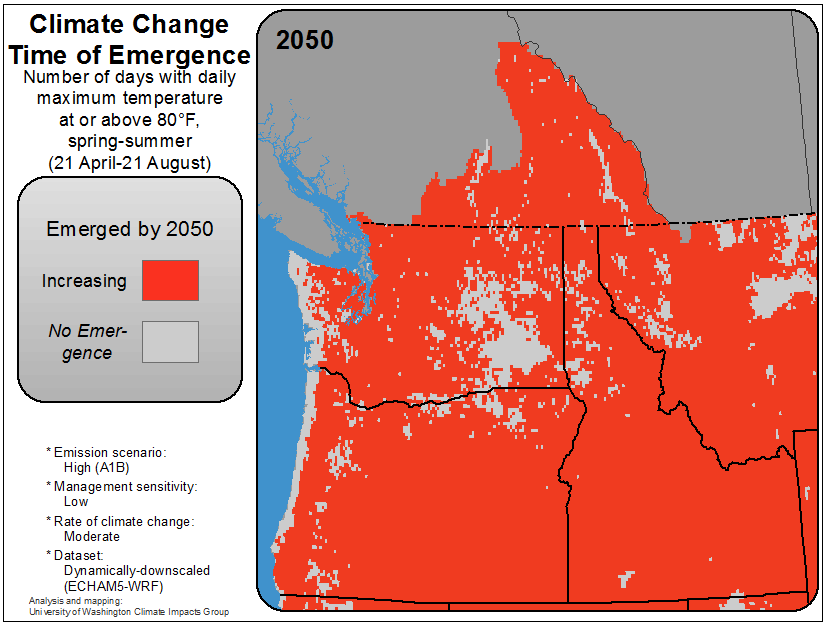 Climate Change
Time of Emergence
Number of days with daily
maximum temperature
at or above 80°F,
spring-summer
(21 April-21 August)
Emerged by 2050
Increasing
No Emer-
gence
* Emission scenario:
High (A1B)
* Management sensitivity:
Low
* Rate of climate change:
Moderate
* Dataset:
Dynamically-downscaled
(ECHAM5-WRF)
Analysis and mapping:
University of Washington Climate Impacts Group
2050